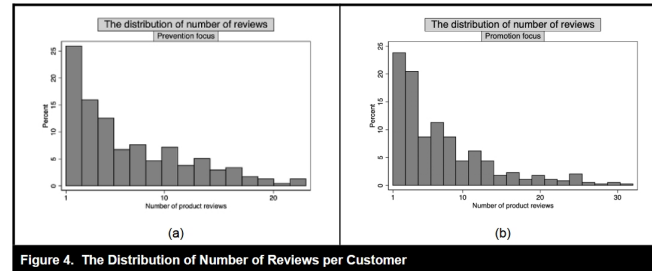 The distribution of number of reviews
Prevention focus
Percent
25
20
15
10
5
0
1
10
20
Number of product reviews
(a)
The distribution of number of reviews
Promotion focus
Percent
25
20
15
10
5
0
1
10
20
30
Number of product reviews
(b)
Figure 4. The Distribution of Number of Reviews per Customer